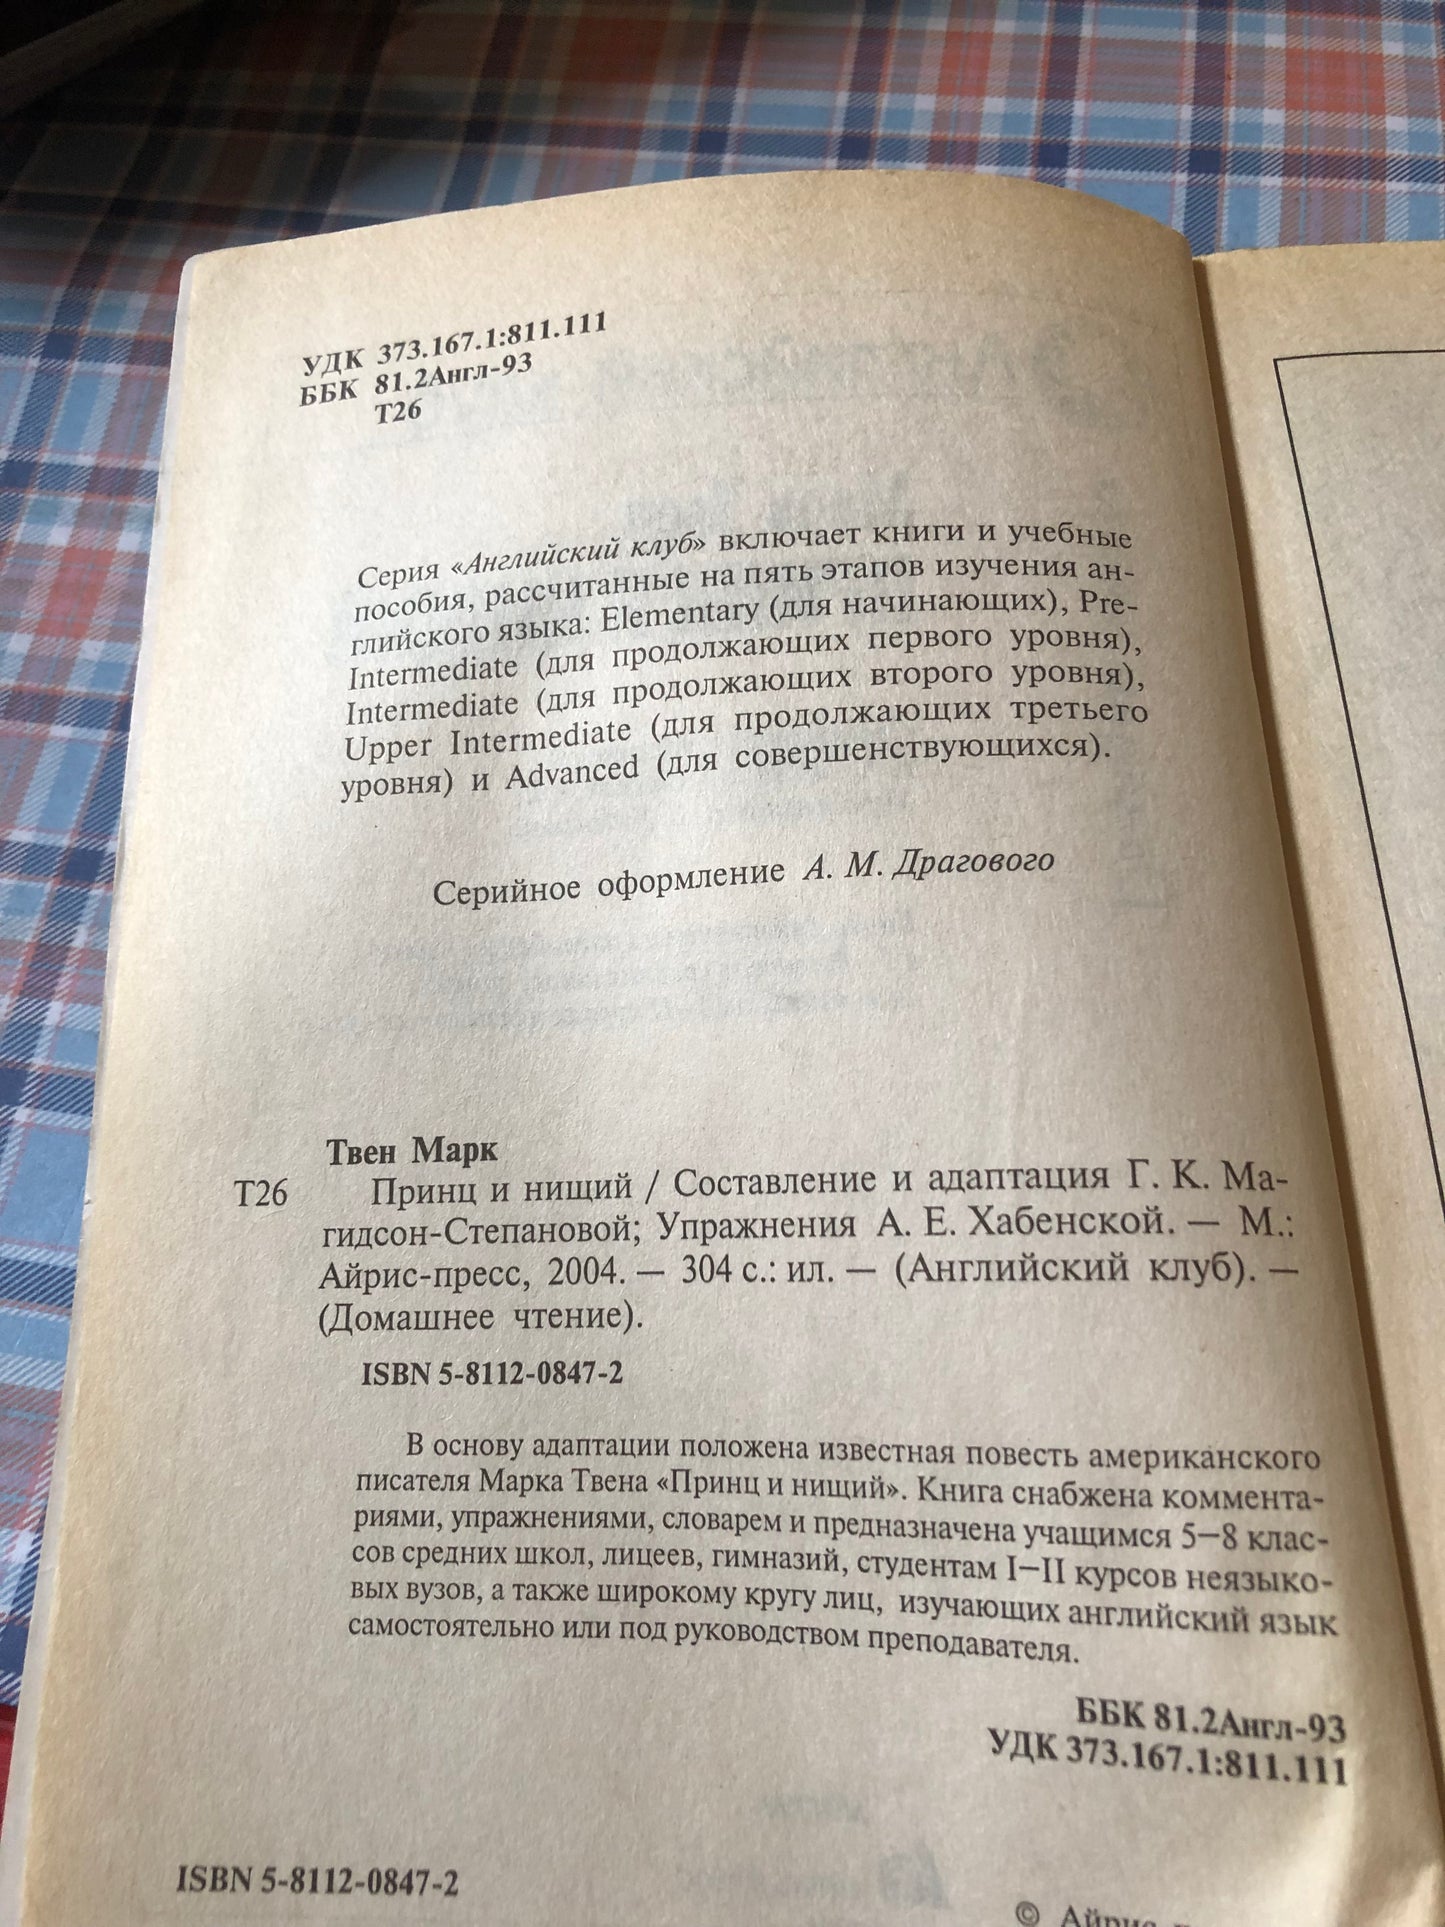 УДК 373.167.1:811.111
ББК 81.2Англ-93
Т26
Серия «Английский клуб» включает книги и учебные
пособия, рассчитанные на пять этапов изучения ан-
глийского языка: Elementary (для начинающих), Pre-
Intermediate (для продолжающих первого уровня),
Intermediate (для продолжающих второго уровня),
Upper Intermediate (для продолжающих третьего
уровня) и Advanced (для совершенствующихся).
Серийное оформление А. М. Драгового
Твен Марк
Т26 Принц и нищий / Составление и адаптация Г. К. Ма-
гидсон-Степановой; Упражнения А. Е. Хабенской. — М.:
Айрис-пресс, 2004. — 304 с.: ил. — (Английский клуб). —
(Домашнее чтение).
ISBN 5-8112-0847-2
В основу адаптации положена известная повесть американского
писателя Марка Твена «Принц и нищий». Книга снабжена коммента-
риями, упражнениями, словарем и предназначена учащимся 5—8 клас-
сов средних школ, лицеев, гимназий, студентам I—II курсов неязыко-
вых вузов, а также широкому кругу лиц, изучающих английский язык
самостоятельно или под руководством преподавателя.
ББК 81.2Англ-93
УДК 373.167.1:811.111
ISBN 5-8112-0847-2
© Айрис-